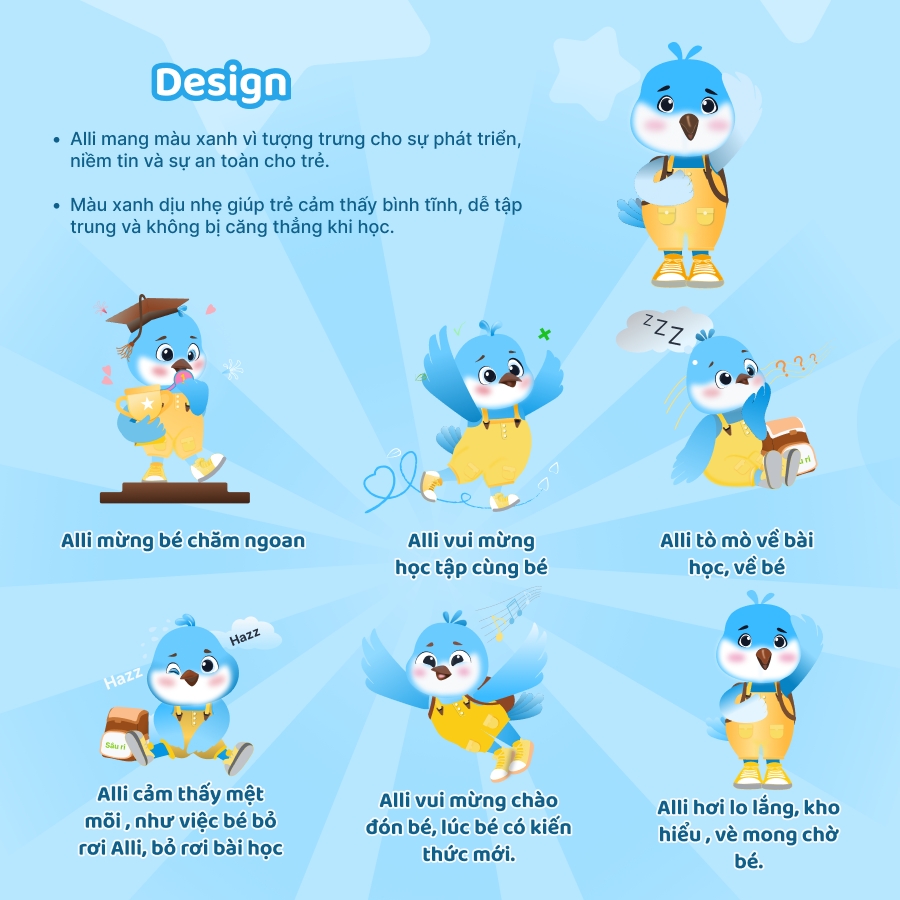 Design
• Alli mang màu xanh vì tượng trưng cho sự phát triển,
niềm tin và sự an toàn cho trẻ.
• Màu xanh dịu nhẹ giúp trẻ cảm thấy bình tĩnh, dễ tập
trung và không bị căng thẳng khi học.
ZZZ
? ? ?
Alli mừng bé chăm ngoan
Alli vui mừng
học tập cùng bé
Alli tò mò về bài
học, về bé
Hazz
Hazz
Sâu ri
Alli cảm thấy mệt
mõi , như việc bé bỏ
rơi Alli, bỏ rơi bài học
Alli vui mừng chào
đón bé, lúc bé có kiến
thức mới.
Alli hơi lo lắng, kho
hiểu , vè mong chờ
bé.